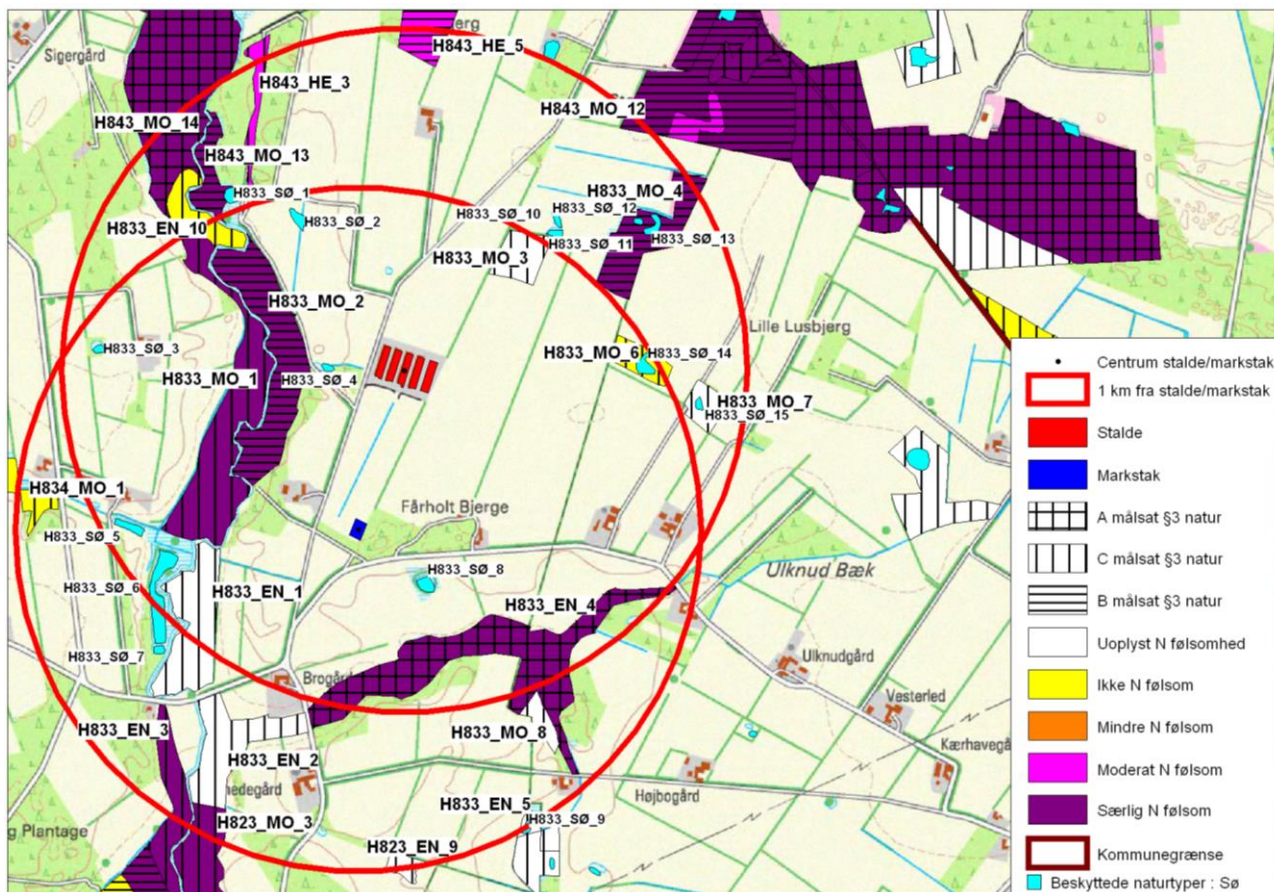 Sigergård
berg
H843_HE_5
H843_HE_3
H843_MO_12
H843_MO_14
H843_MO_13
H833_SØ_1
H833_MO_4
H833_SØ_12
H833_SØ_10
H833_SØ_2
H833_EN_10
H833_SØ_11
H833_SØ_13
H833_MO_3
H833_MO_2
Lille Lusbjerg
H833_SØ_3
H833_MO_6
H833_SØ_14
H833_MO_1
H833_SØ_4
H833_MO_7
H833_SØ_15
H834_MO_1
Fårholt Bjerge
H833_SØ_5
H833_SØ_8
Ulknud Bæk
H833_SØ_6
H833_EN_1
H833_EN_4
H833_SØ_7
Ulknudgård
Brogård
Vesterled
H833_EN_3
H833_MO_8
Kærhavegå
H833_EN_2
nedegård
Højbogård
H833_EN_5
H833_SØ_9
H823_MO_3
g Plantage
H823_EN_9
Centrum stalde/markstak
1 km fra stalde/markstak
Stalde
Markstak
A målsat §3 natur
C målsat §3 natur
B målsat §3 natur
Uoplyst N følsomhed
Ikke N følsom
Mindre N følsom
Moderat N følsom
Særlig N følsom
Kommunegrænse
Beskyttede naturtyper : Sø